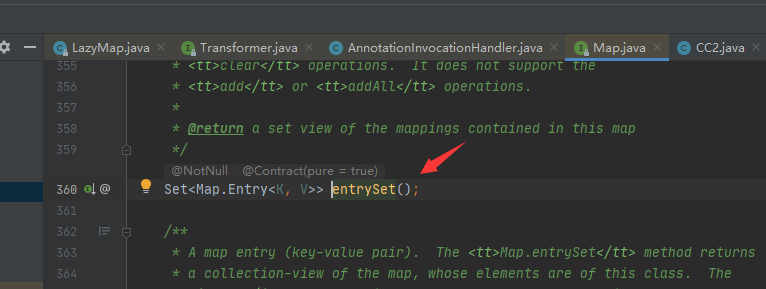 LazyMap.java × Transformer.java × AnnotationInvocationHandler.java × Map.java × CC2.java ×
355 * <tt>clear</tt> operations. It does not support the
356 * <tt>add</tt> or <tt>addAll</tt> operations.
357 *
358 * @return a set view of the mappings contained in this map
359 */
@NotNull @Contract(pure = true)
360 @ Set<Map.Entry<K, V>> entrySet();
361
362 /**
363 * A map entry (key-value pair). The <tt>Map.entrySet</tt> method returns
364 * a collection-view of the map, whose elements are of this class. The